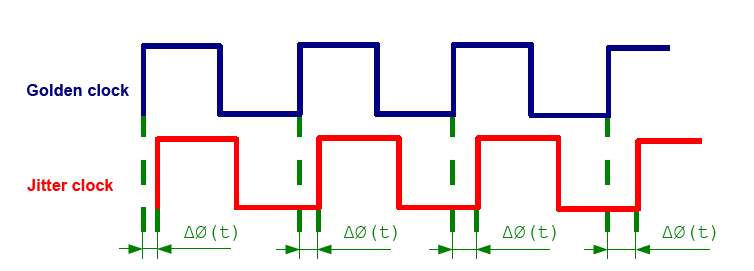 Golden clock
Jitter clock
ΔØ(t) ΔØ(t) ΔØ(t) ΔØ(t)